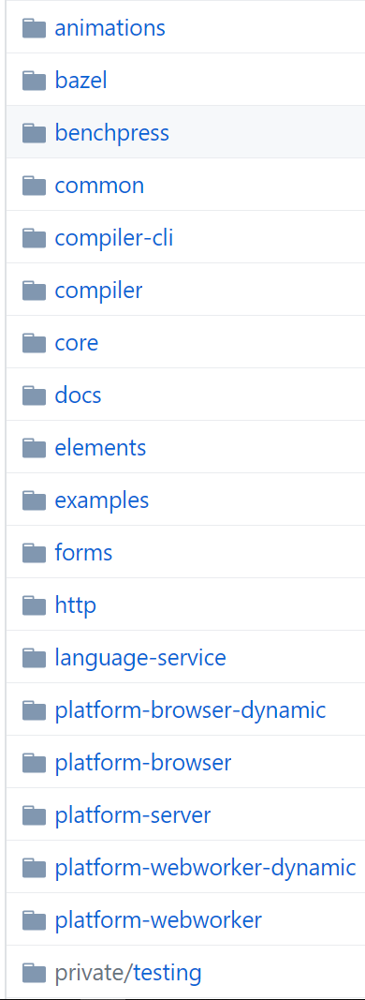 animations
bazel
benchpress
common
compiler-cli
compiler
core
docs
elements
examples
forms
http
language-service
platform-browser-dynamic
platform-browser
platform-server
platform-webworker-dynamic
platform-webworker
private/testing